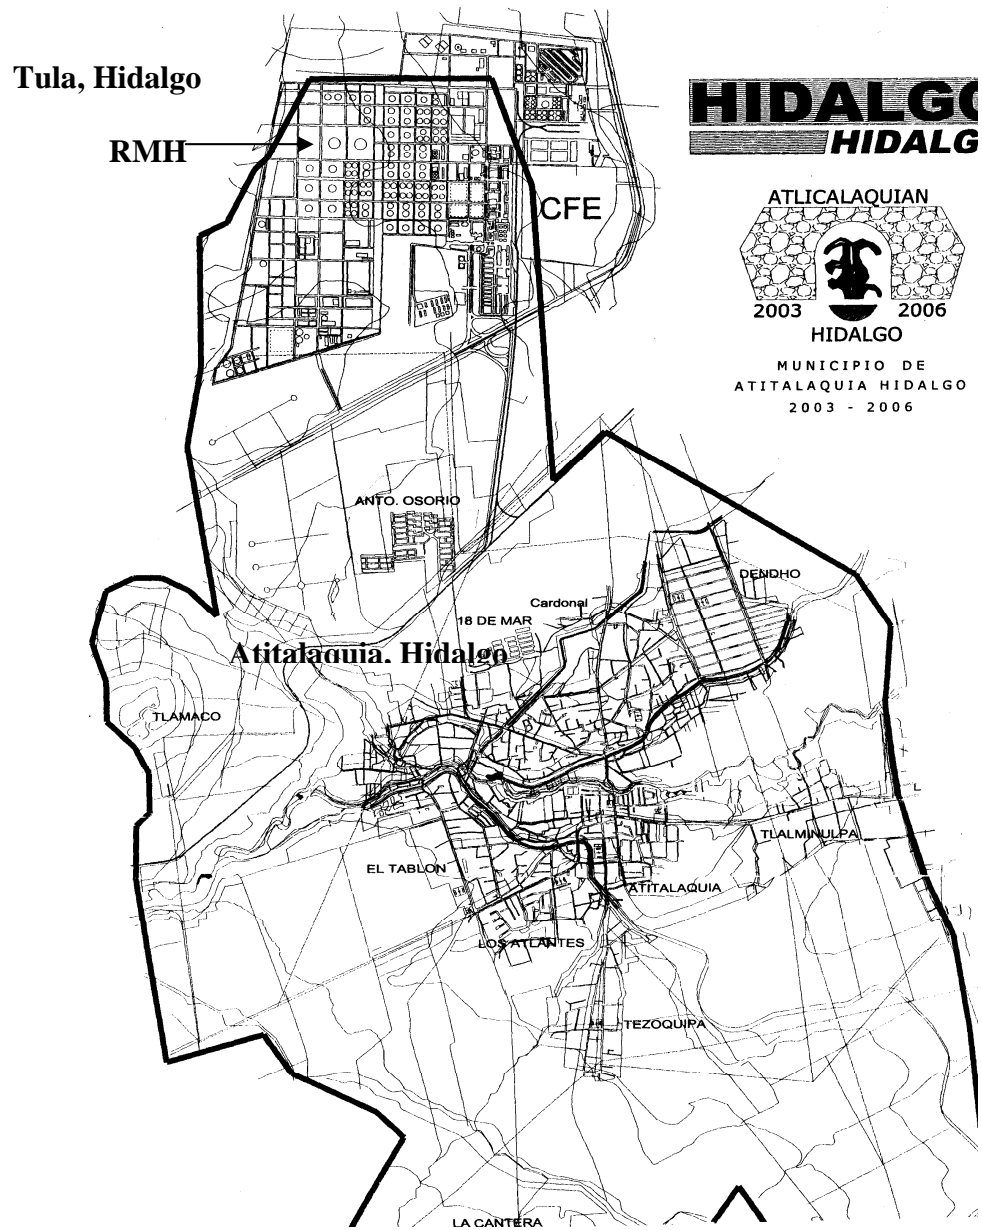 Tula, Hidalgo
HIDALGO
HIDALG
RMH
ATLICALAQUIAN
CFE
2003
2006
HIDALGO
MUNICIPIO DE
ATITALAQUIA HIDALGO
2003 - 2006
ANTO. OSORIO
DENDHO
Cardonal
18 DE MAR
Atitalaquia, Hidalgo
TLAMACO
TLALMINULPA
EL TABLON
ATITALAQUIA
LOS ATLANTES
TEZOQUIPA
LA CANTERA